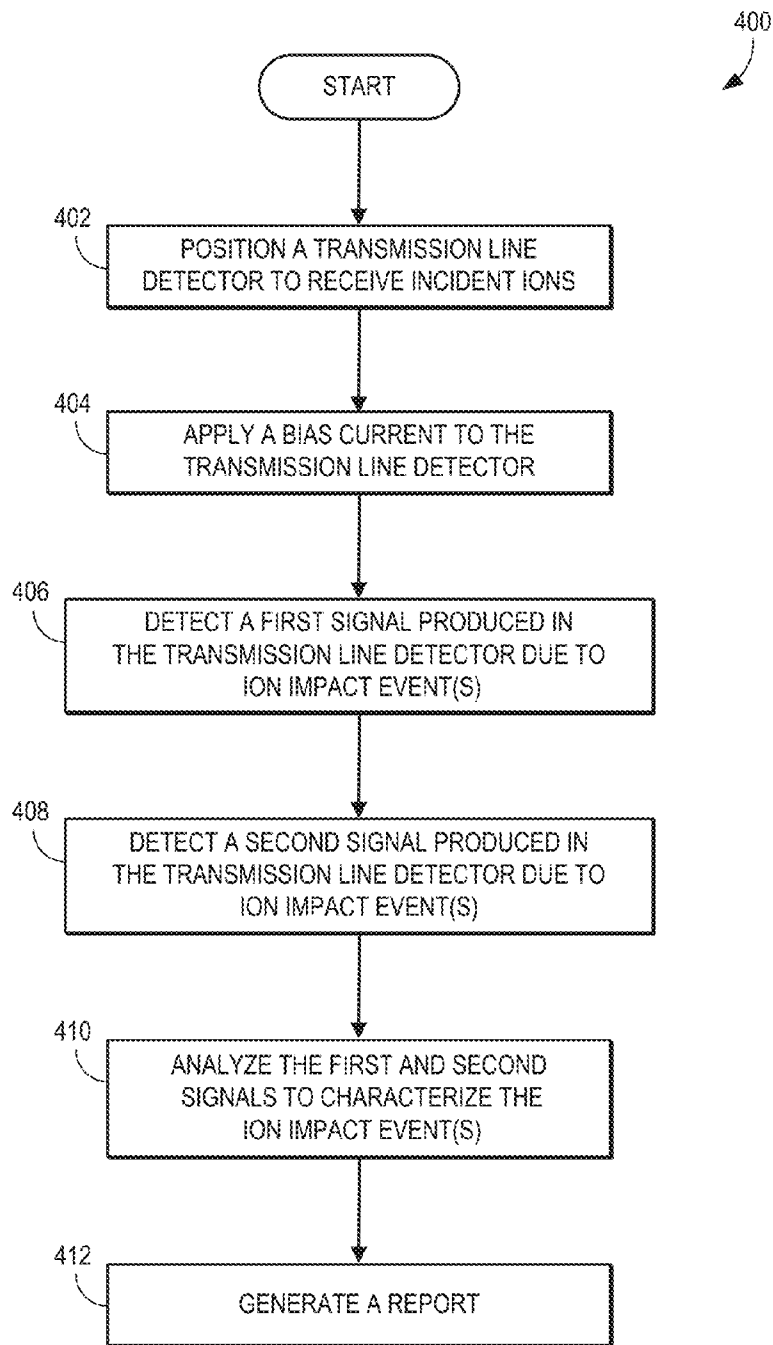 400
START
402
POSITION A TRANSMISSION LINE
DETECTOR TO RECEIVE INCIDENT IONS
404
APPLY A BIAS CURRENT TO THE
TRANSMISSION LINE DETECTOR
406
DETECT A FIRST SIGNAL PRODUCED IN
THE TRANSMISSION LINE DETECTOR DUE TO
ION IMPACT EVENT(S)
408
DETECT A SECOND SIGNAL PRODUCED IN
THE TRANSMISSION LINE DETECTOR DUE TO
ION IMPACT EVENT(S)
410
ANALYZE THE FIRST AND SECOND
SIGNALS TO CHARACTERIZE THE
ION IMPACT EVENT(S)
412
GENERATE A REPORT